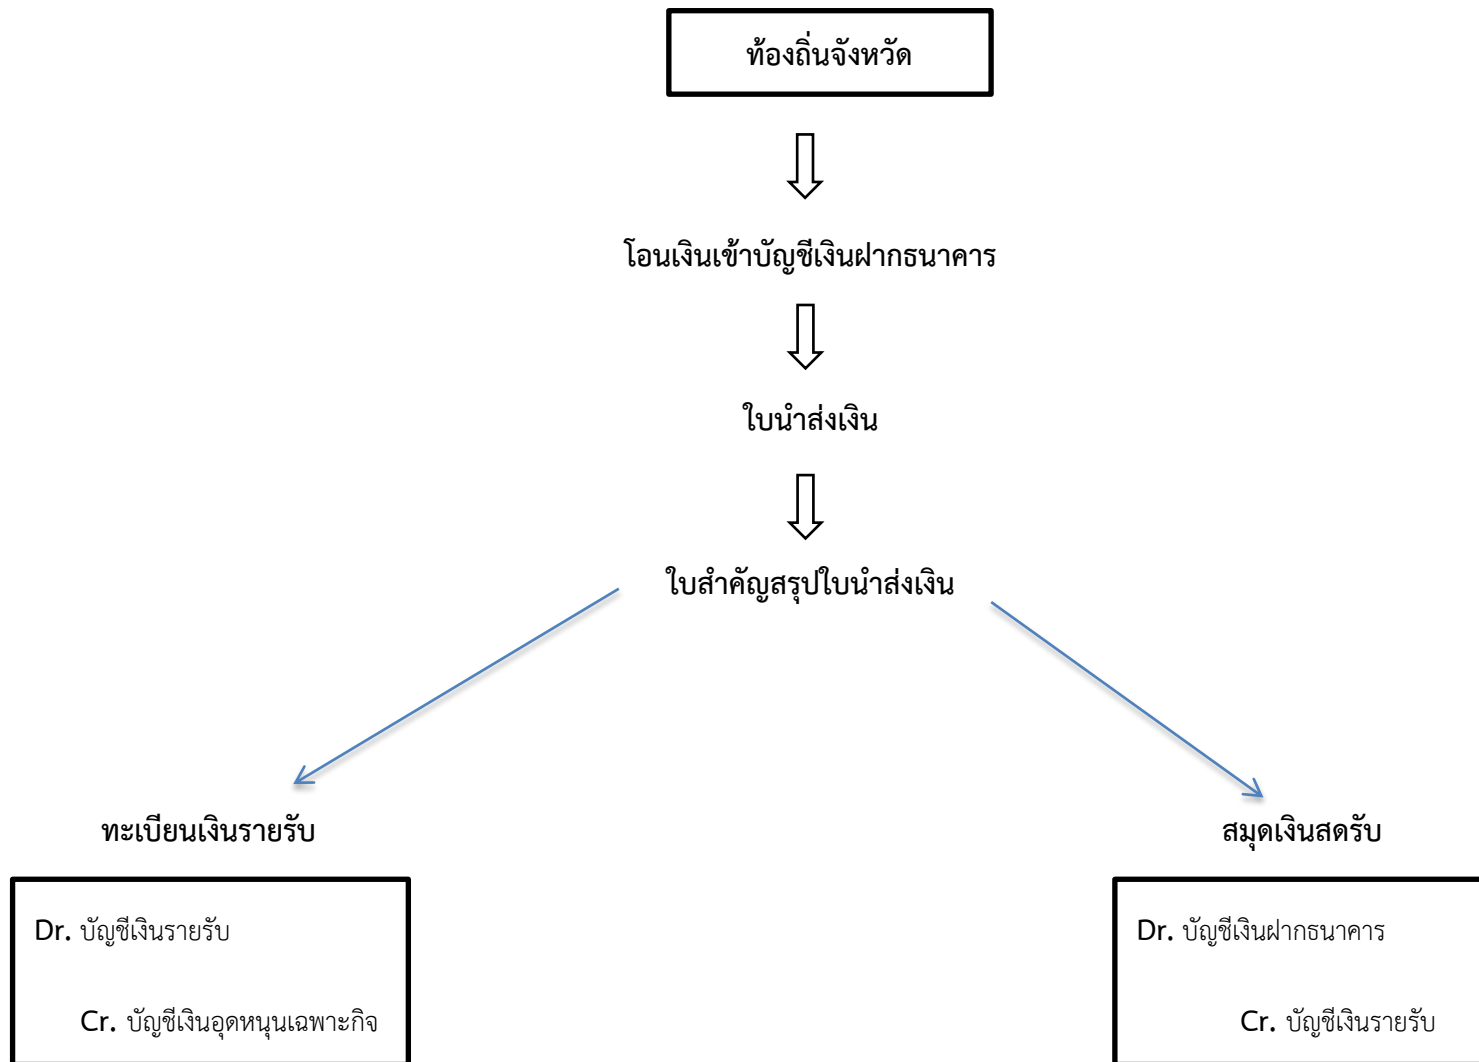 ท้องถิ่นจังหวัด
โอนเงินเข้าบัญชีเงินฝากธนาคาร
ใบนำส่งเงิน
ใบสำคัญสรุปใบนำส่งเงิน
ทะเบียนเงินรายรับ
Dr. บัญชีเงินรายรับ
Cr. บัญชีเงินอุดหนุนเฉพาะกิจ
สมุดเงินสดรับ
Dr. บัญชีเงินฝากธนาคาร
Cr. บัญชีเงินรายรับ